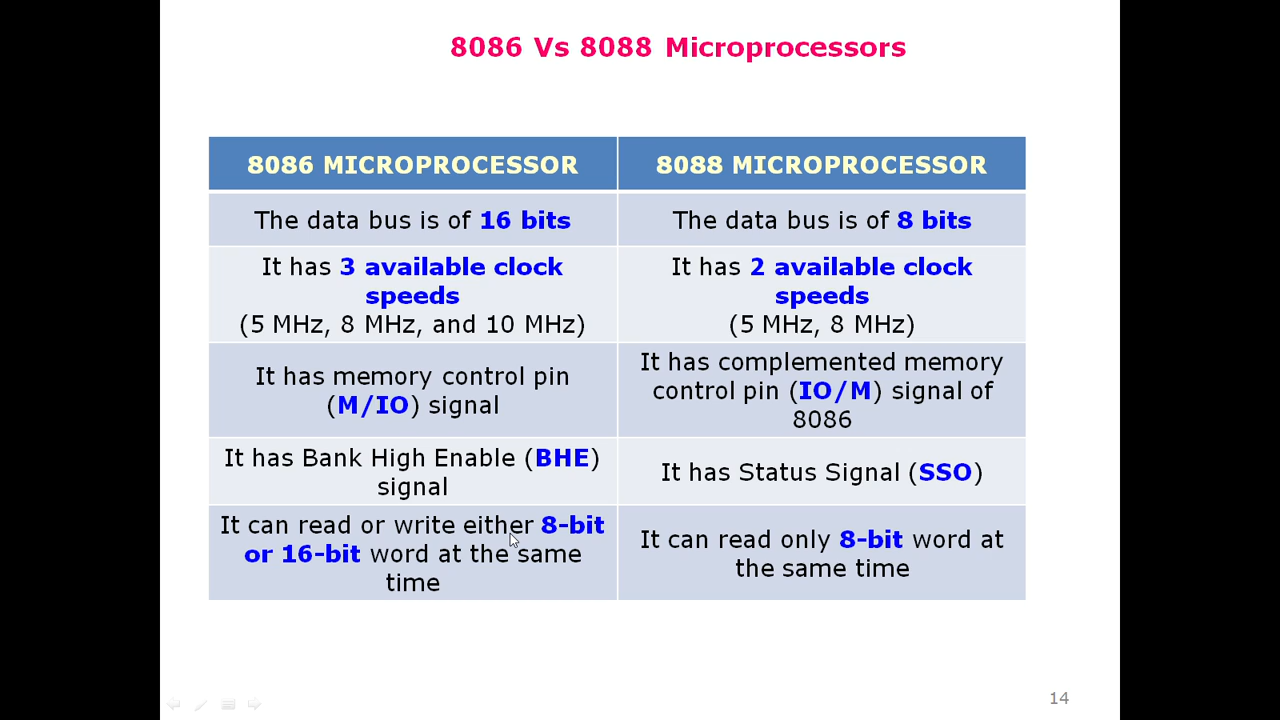 8086 Vs 8088 Microprocessors
8086 MICROPROCESSOR
8088 MICROPROCESSOR
The data bus is of 16 bits
The data bus is of 8 bits
It has 3 available clock
speeds
(5 MHz, 8 MHz, and 10 MHz)
It has 2 available clock
speeds
(5 MHz, 8 MHz)
It has memory control pin
(M/IO) signal
It has complemented memory
control pin (IO/M) signal of
8086
It has Bank High Enable (BHE)
signal
It has Status Signal (SSO)
It can read or write either 8-bit
or 16-bit word at the same
time
It can read only 8-bit word at
the same time
14